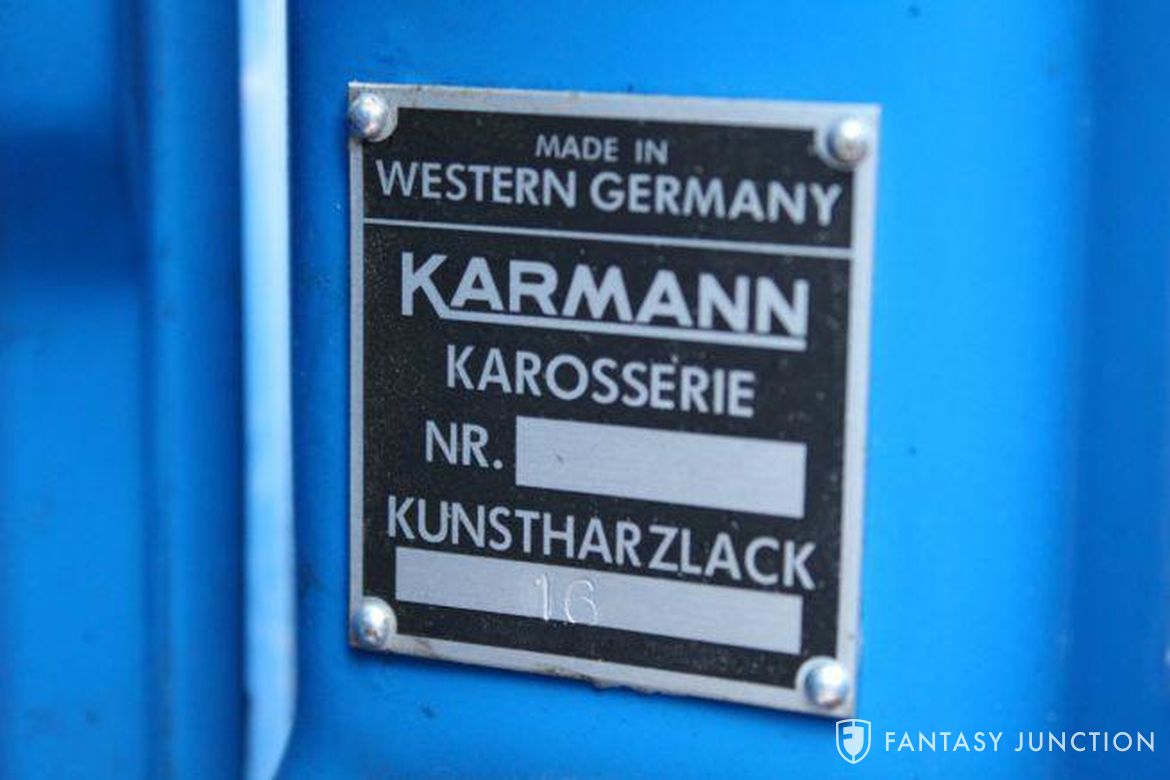 MADE IN
WESTERN GERMANY
KARMANN
KAROSSERIE
NR.
KUNSTHARZLACK
16
FANTASY JUNCTION